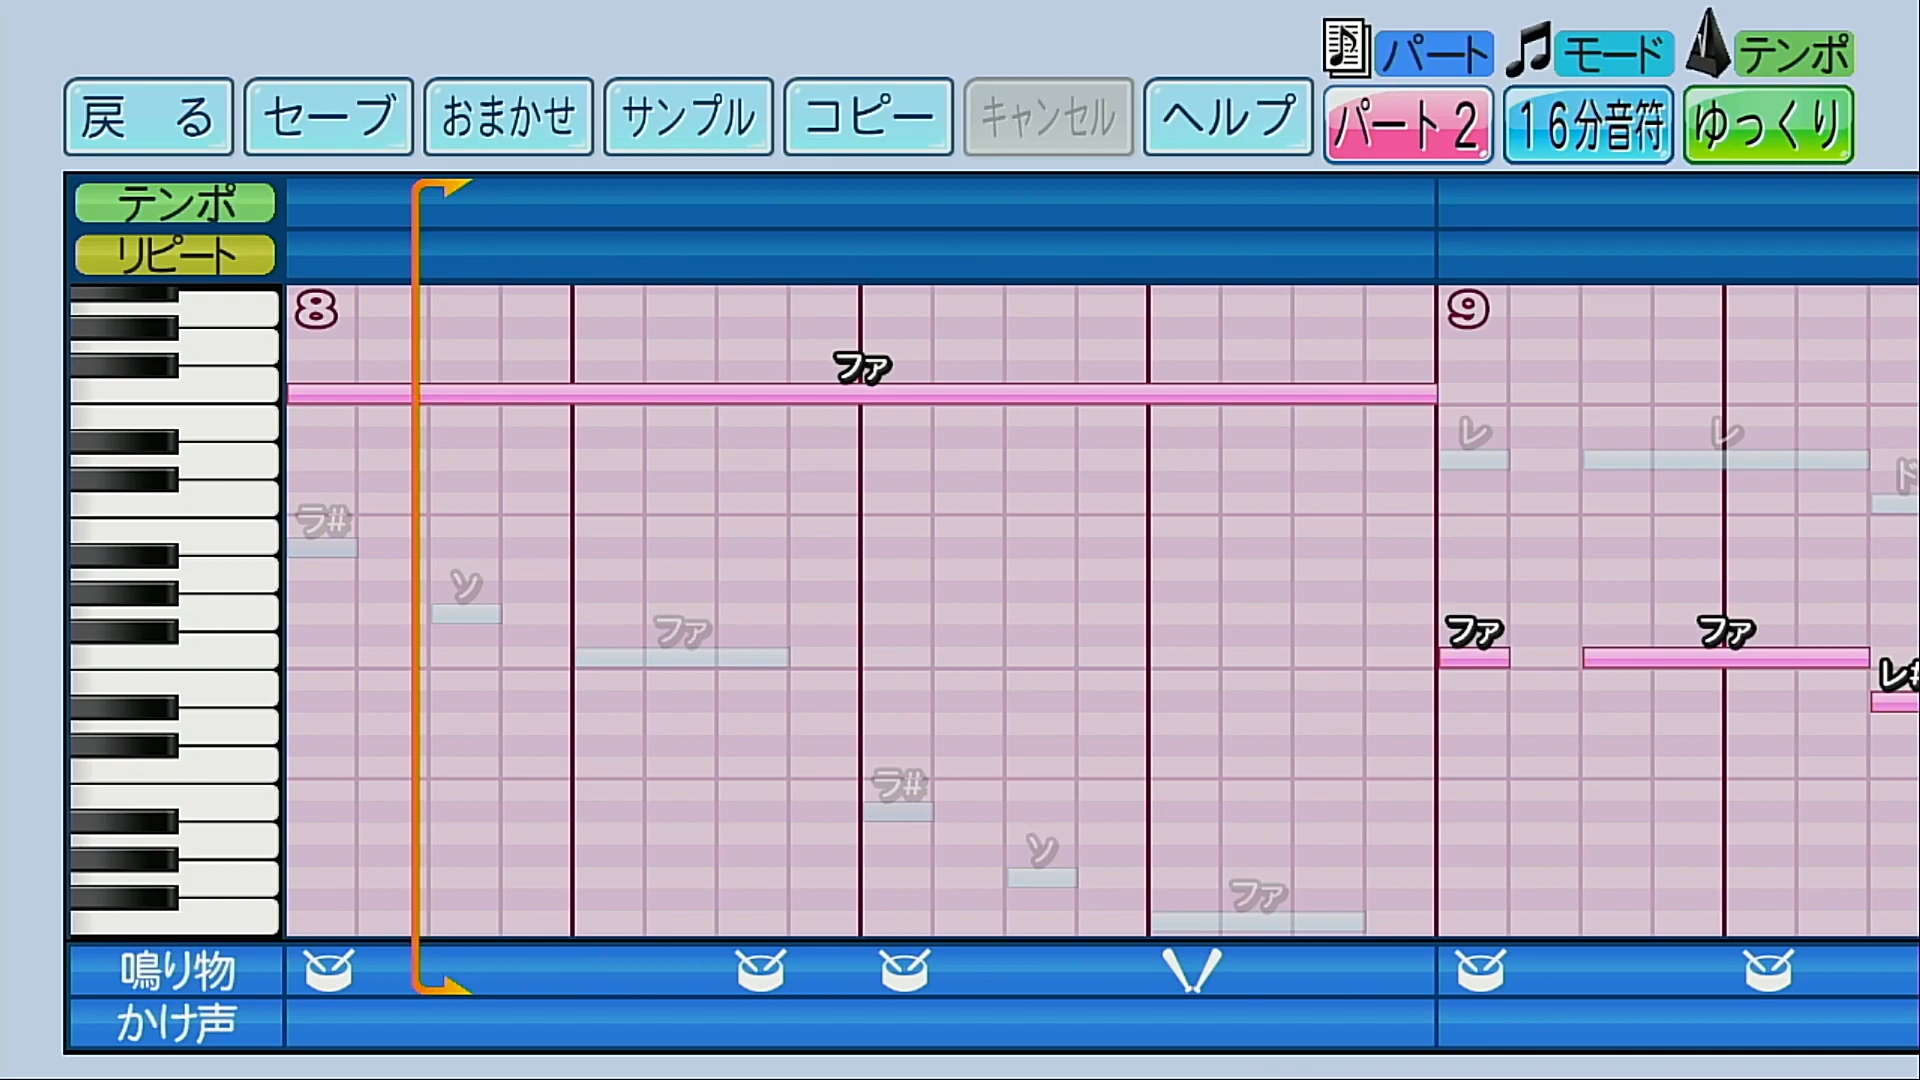 パート モード テンポ
戻る セーブ おまかせ サンプル コピー キャンセル ヘルプ パート2 16分音符 ゆっくり
テンポ
リピート
8 9
ファ
レ レ ド
ラ#
ソ
ファ ファ ファ
レ#
ラ#
ソ
ファ
鳴り物
かけ声